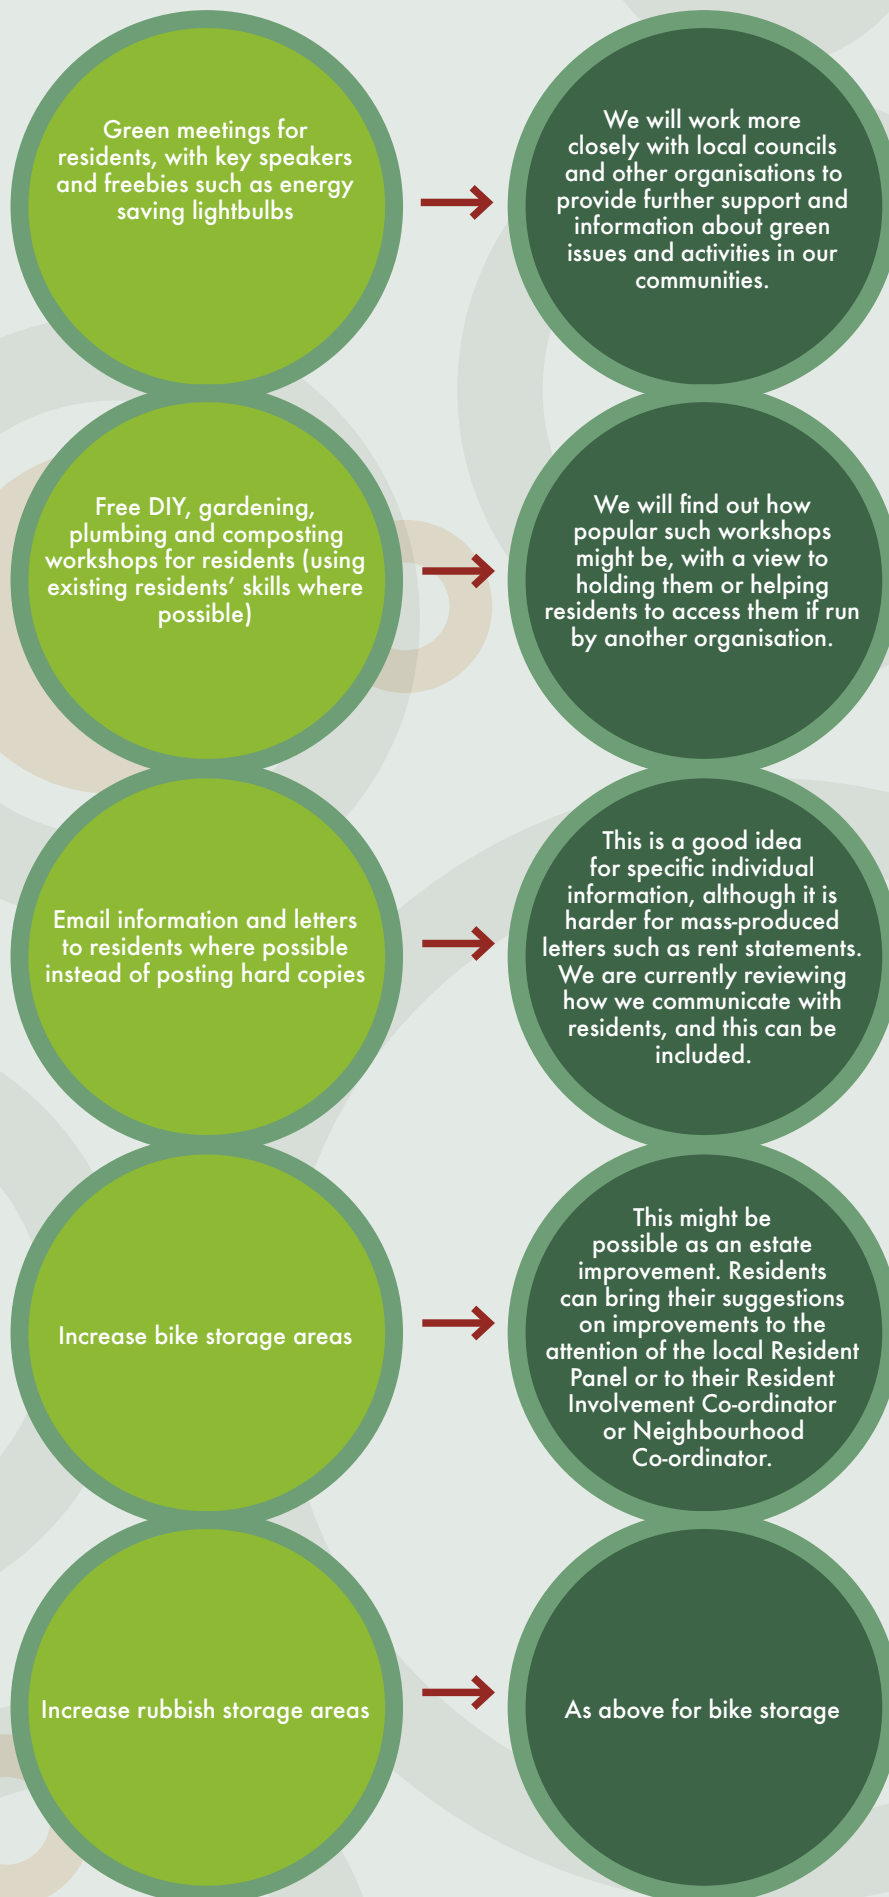 Green meetings for
residents, with key speakers
and freebies such as energy
saving lightbulbs
We will work more
closely with local councils
and other organisations to
provide further support and
information about green
issues and activities in our
communities.
Free DIY, gardening,
plumbing and composting
workshops for residents (using
existing residents’ skills where
possible)
We will find out how
popular such workshops
might be, with a view to
holding them or helping
residents to access them if run
by another organisation.
Email information and letters
to residents where possible
instead of posting hard copies
This is a good idea
for specific individual
information, although it is
harder for mass-produced
letters such as rent statements.
We are currently reviewing
how we communicate with
residents, and this can be
included.
Increase bike storage areas
This might be
possible as an estate
improvement. Residents
can bring their suggestions
on improvements to the
attention of the local Resident
Panel or to their Resident
Involvement Co-ordinator
or Neighbourhood
Co-ordinator.
Increase rubbish storage areas
As above for bike storage